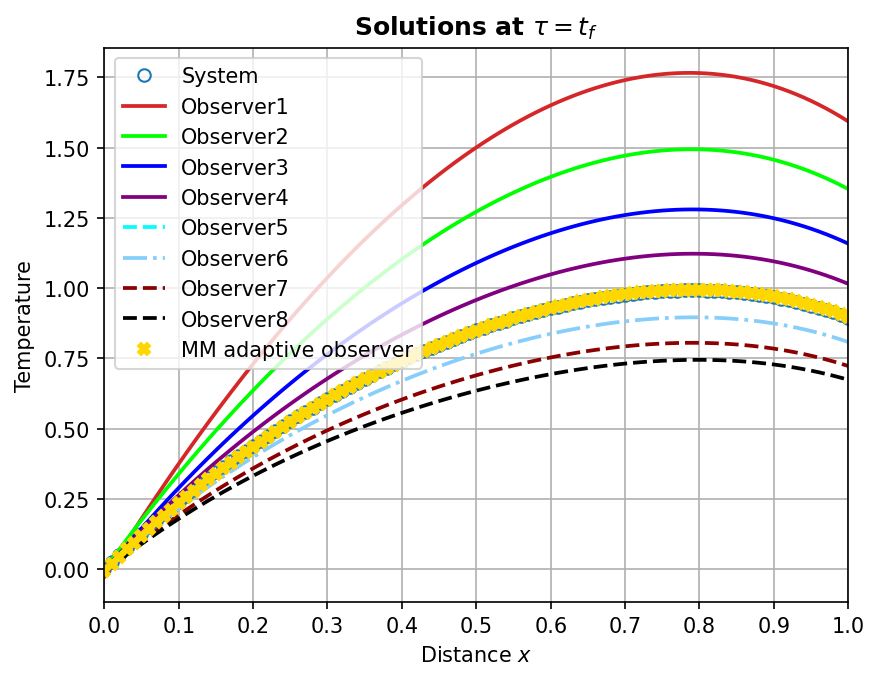 Solutions at τ = t_f
Temperature
1.75
1.50
1.25
1.00
0.75
0.50
0.25
0.00
System
Observer1
Observer2
Observer3
Observer4
Observer5
Observer6
Observer7
Observer8
MM adaptive observer
0.0 0.1 0.2 0.3 0.4 0.5 0.6 0.7 0.8 0.9 1.0
Distance x